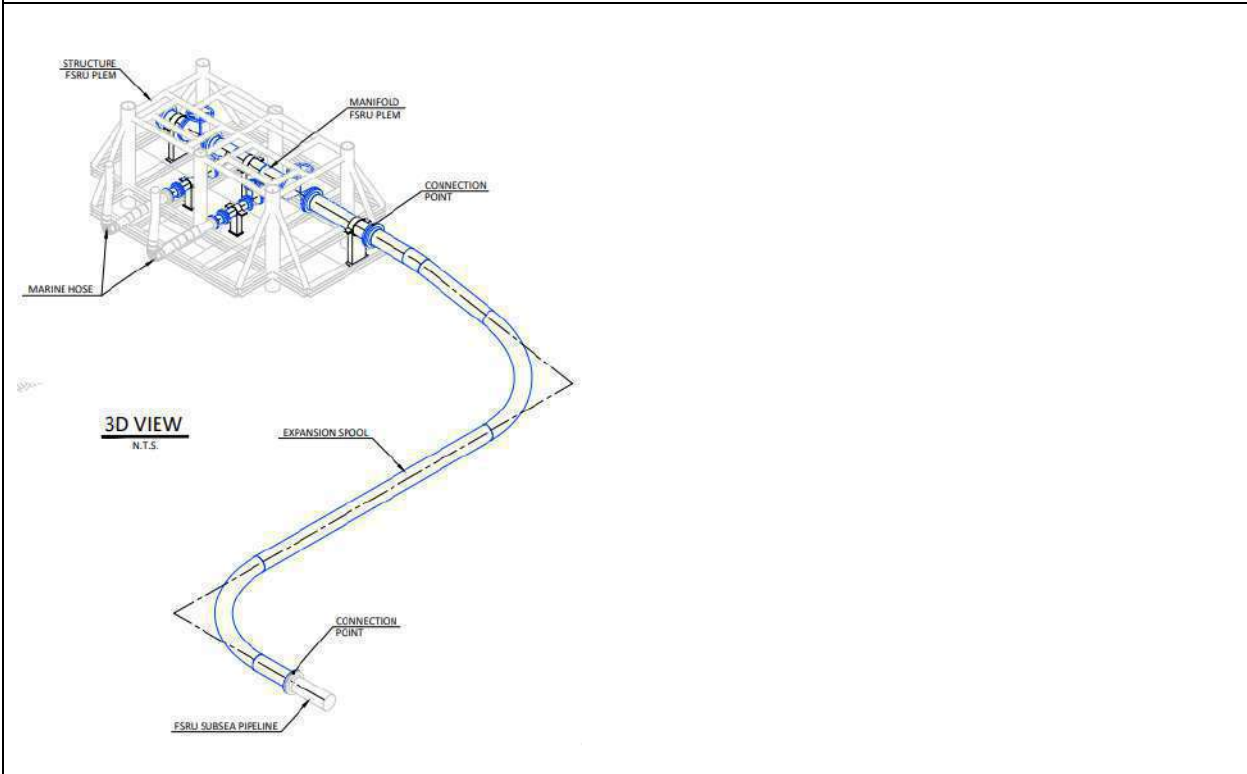 STRUCTURE
FSRU PLEM
MANIFOLD
FSRU PLEM
CONNECTION
POINT
MARINE HOSE
3D VIEW
N.T.S.
EXPANSION SPOOL
CONNECTION
POINT
FSRU SUBSEA PIPELINE